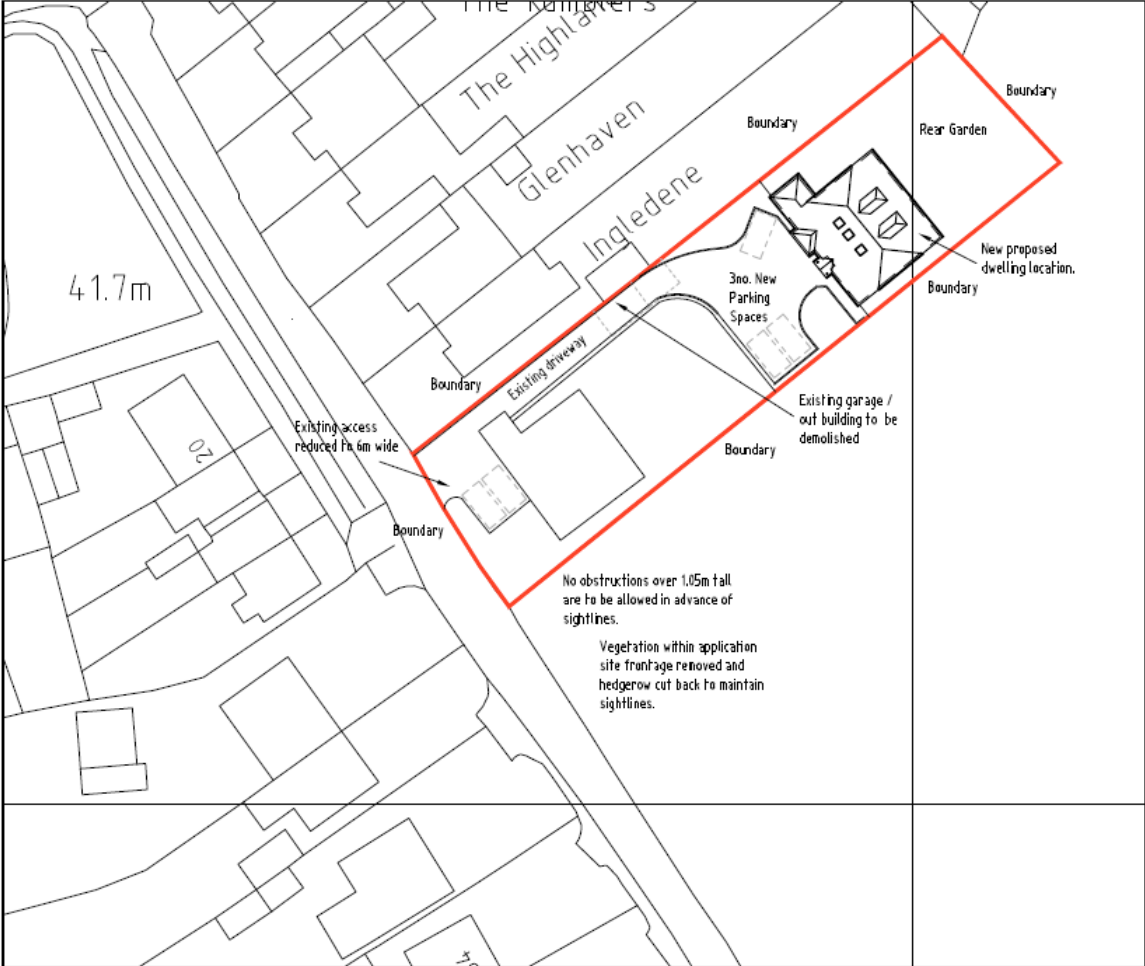 The Highla
Glenhaven
Ingledene
Boundary
Boundary
Rear Garden
41.7m
New proposed
dwelling location.
Boundary
3no. New
Parking
Spaces
Existing driveway
Boundary
Existing garage /
out building to be
demolished
Existing access
reduced to 6m wide
Boundary
20
Boundary
No obstructions over 1.05m tall
are to be allowed in advance of
sightlines.
Vegetation within application
site frontage removed and
hedgerow cut back to maintain
sightlines.